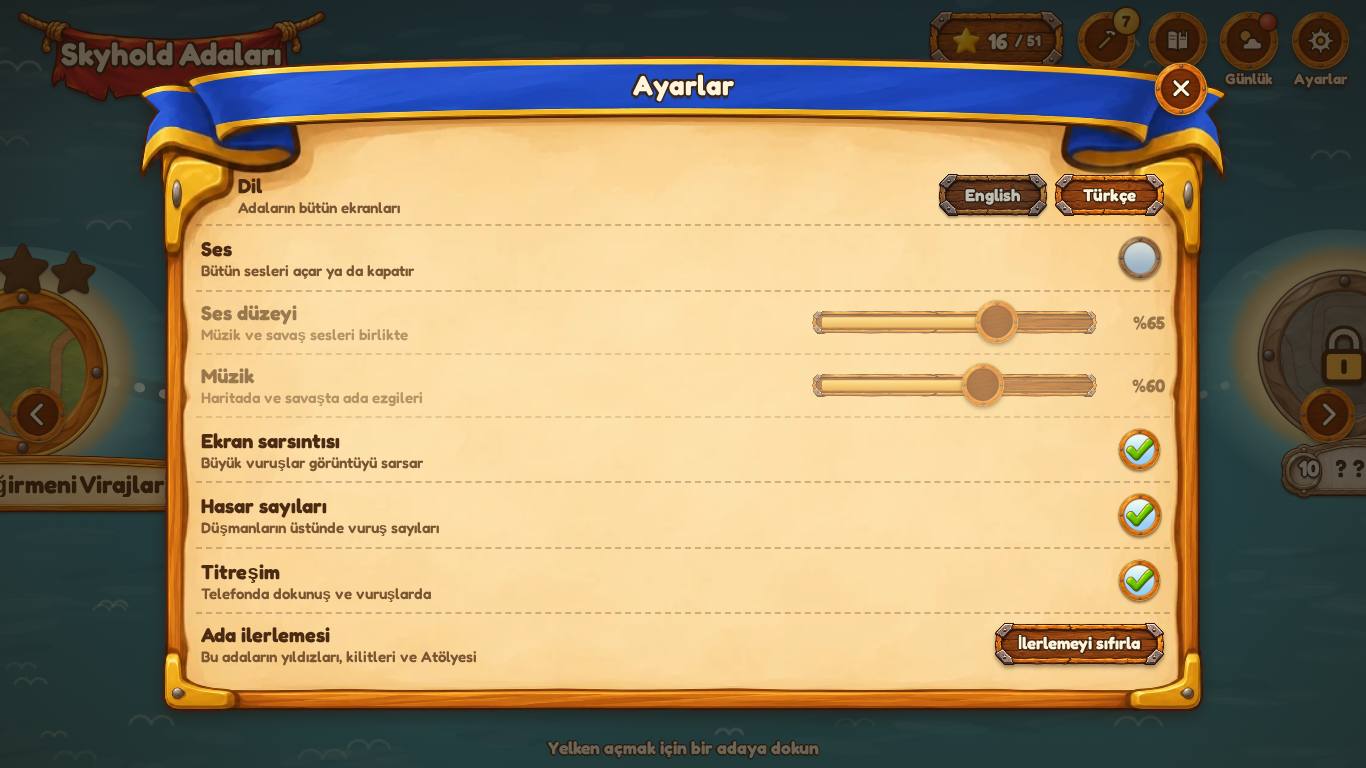 Skyhold Adaları
16 / 51
7
Günlük
Ayarlar
Ayarlar
Dil
Adaların bütün ekranları
English
Türkçe
Ses
Bütün sesleri açar ya da kapatır
Ses düzeyi
Müzik ve savaş sesleri birlikte
%65
Müzik
Haritada ve savaşta ada ezgileri
%60
Ekran sarsıntısı
Büyük vuruşlar görüntüyü sarsar
ğirmeni Virajlar
10
? ?
Hasar sayıları
Düşmanların üstünde vuruş sayıları
Titreşim
Telefonda dokunuş ve vuruşlarda
Ada ilerlemesi
Bu adaların yıldızları, kilitleri ve Atölyesi
İlerlemeyi sıfırla
Yelken açmak için bir adaya dokun